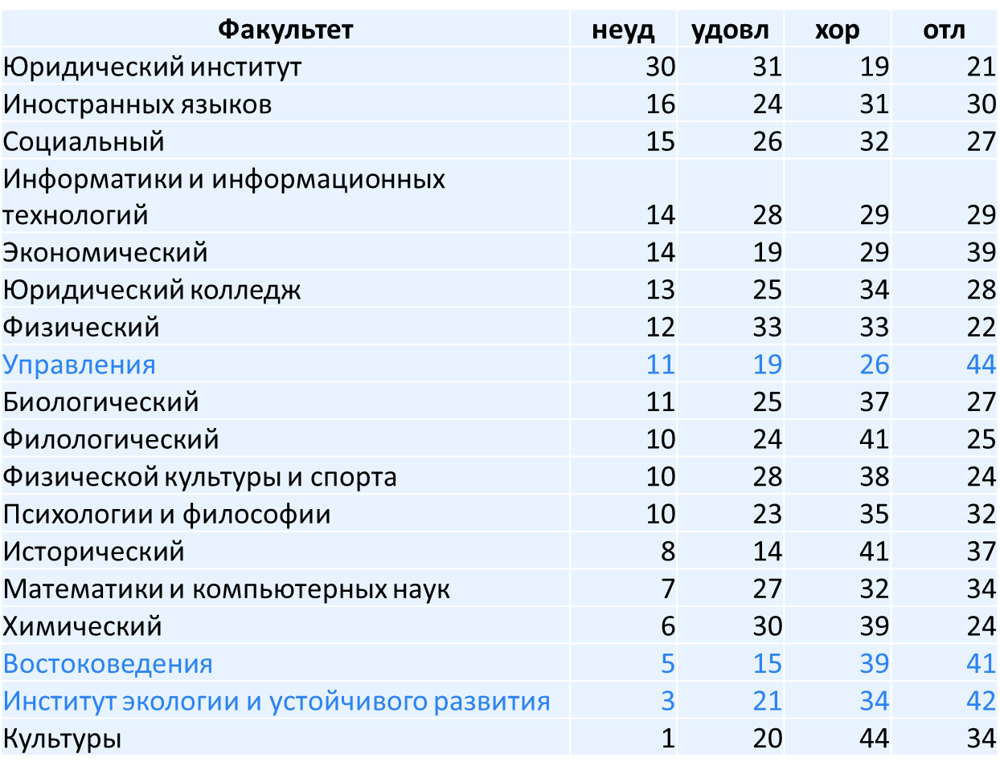 Факультет неуд удовл хор отл
Юридический институт 30 31 19 21
Иностранных языков 16 24 31 30
Социальный 15 26 32 27
Информатики и информационных
технологий 14 28 29 29
Экономический 14 19 29 39
Юридический колледж 13 25 34 28
Физический 12 33 33 22
Управления 11 19 26 44
Биологический 11 25 37 27
Филологический 10 24 41 25
Физической культуры и спорта 10 28 38 24
Психологии и философии 10 23 35 32
Исторический 8 14 41 37
Математики и компьютерных наук 7 27 32 34
Химический 6 30 39 24
Востоковедения 5 15 39 41
Институт экологии и устойчивого развития 3 21 34 42
Культуры 1 20 44 34